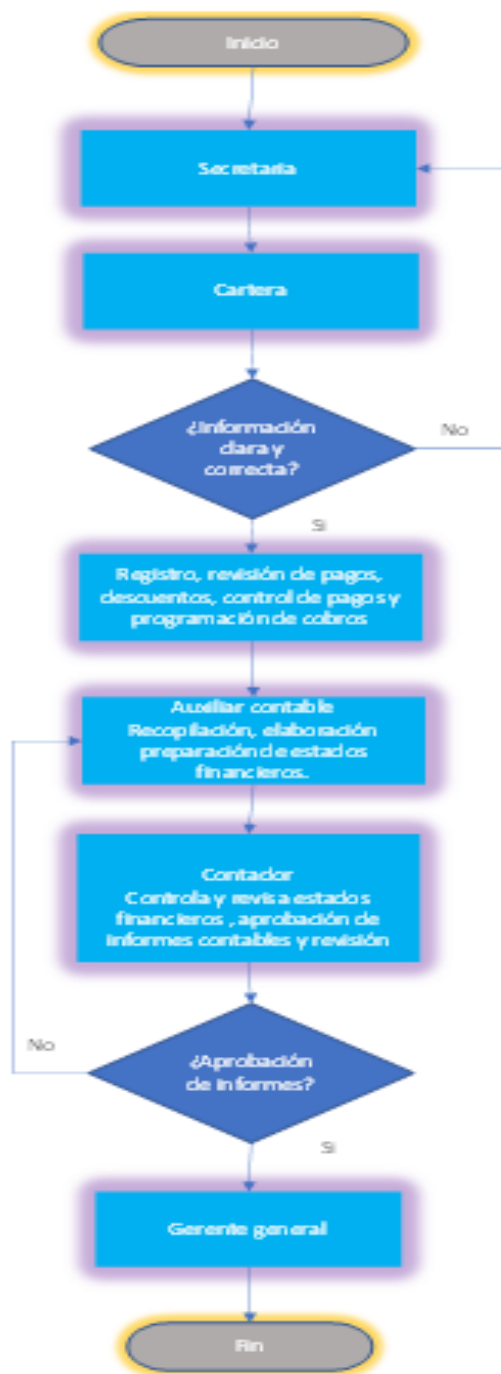 Inicio
Secretaria
Cartera
¿Información
clara y
correcta?
No
Si
Registro, revisión de pagos,
descuentos, control de pagos y
programación de cobros
Auxiliar contable
Recopilación, elaboración
preparación de estados
financieros.
Contador
Controla y revisa estados
financieros , aprobación de
informes contables y revisión
No
¿Aprobación
de informes?
Si
Gerente general
Fin